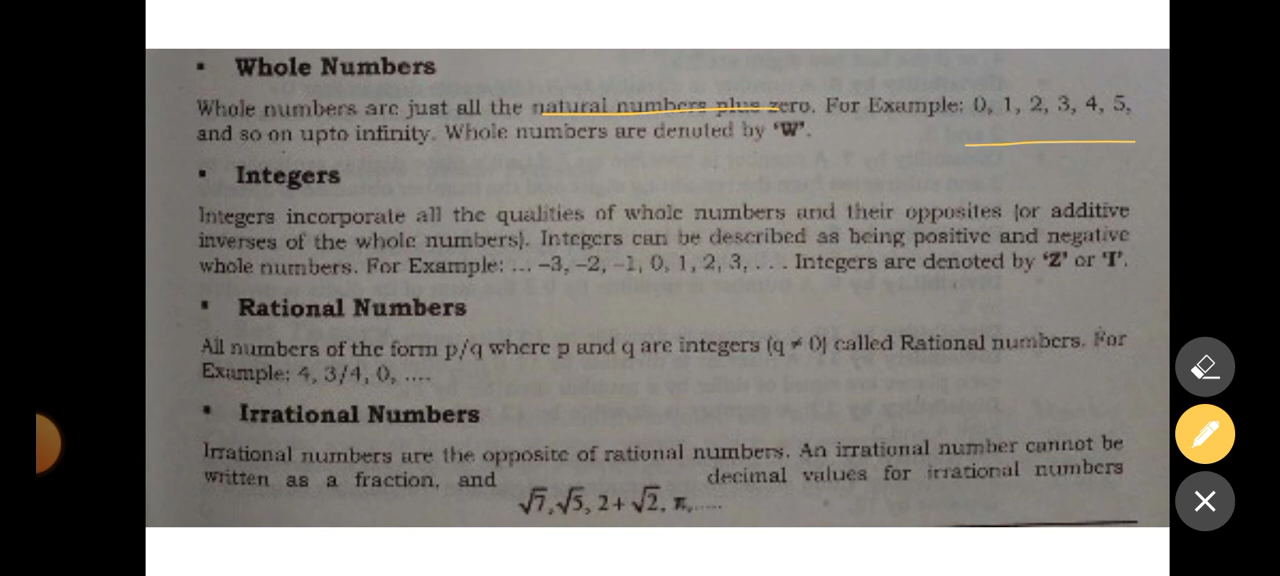 ▪ Whole Numbers
Whole numbers are just all the natural numbers plus zero. For Example: 0, 1, 2, 3, 4, 5,
and so on upto infinity. Whole numbers are denoted by 'W'.
▪ Integers
Integers incorporate all the qualities of whole numbers and their opposites (or additive
inverses of the whole numbers). Integers can be described as being positive and negative
whole numbers. For Example: ... –3, –2, –1, 0, 1, 2, 3, . . . Integers are denoted by 'Z' or 'I'.
▪ Rational Numbers
All numbers of the form p/q where p and q are integers (q ≠ 0) called Rational numbers. For
Example: 4, 3/4, 0, ....
▪ Irrational Numbers
Irrational numbers are the opposite of rational numbers. An irrational number cannot be
written as a fraction, and decimal values for irrational numbers
√7, √5, 2+ √2, π,.....